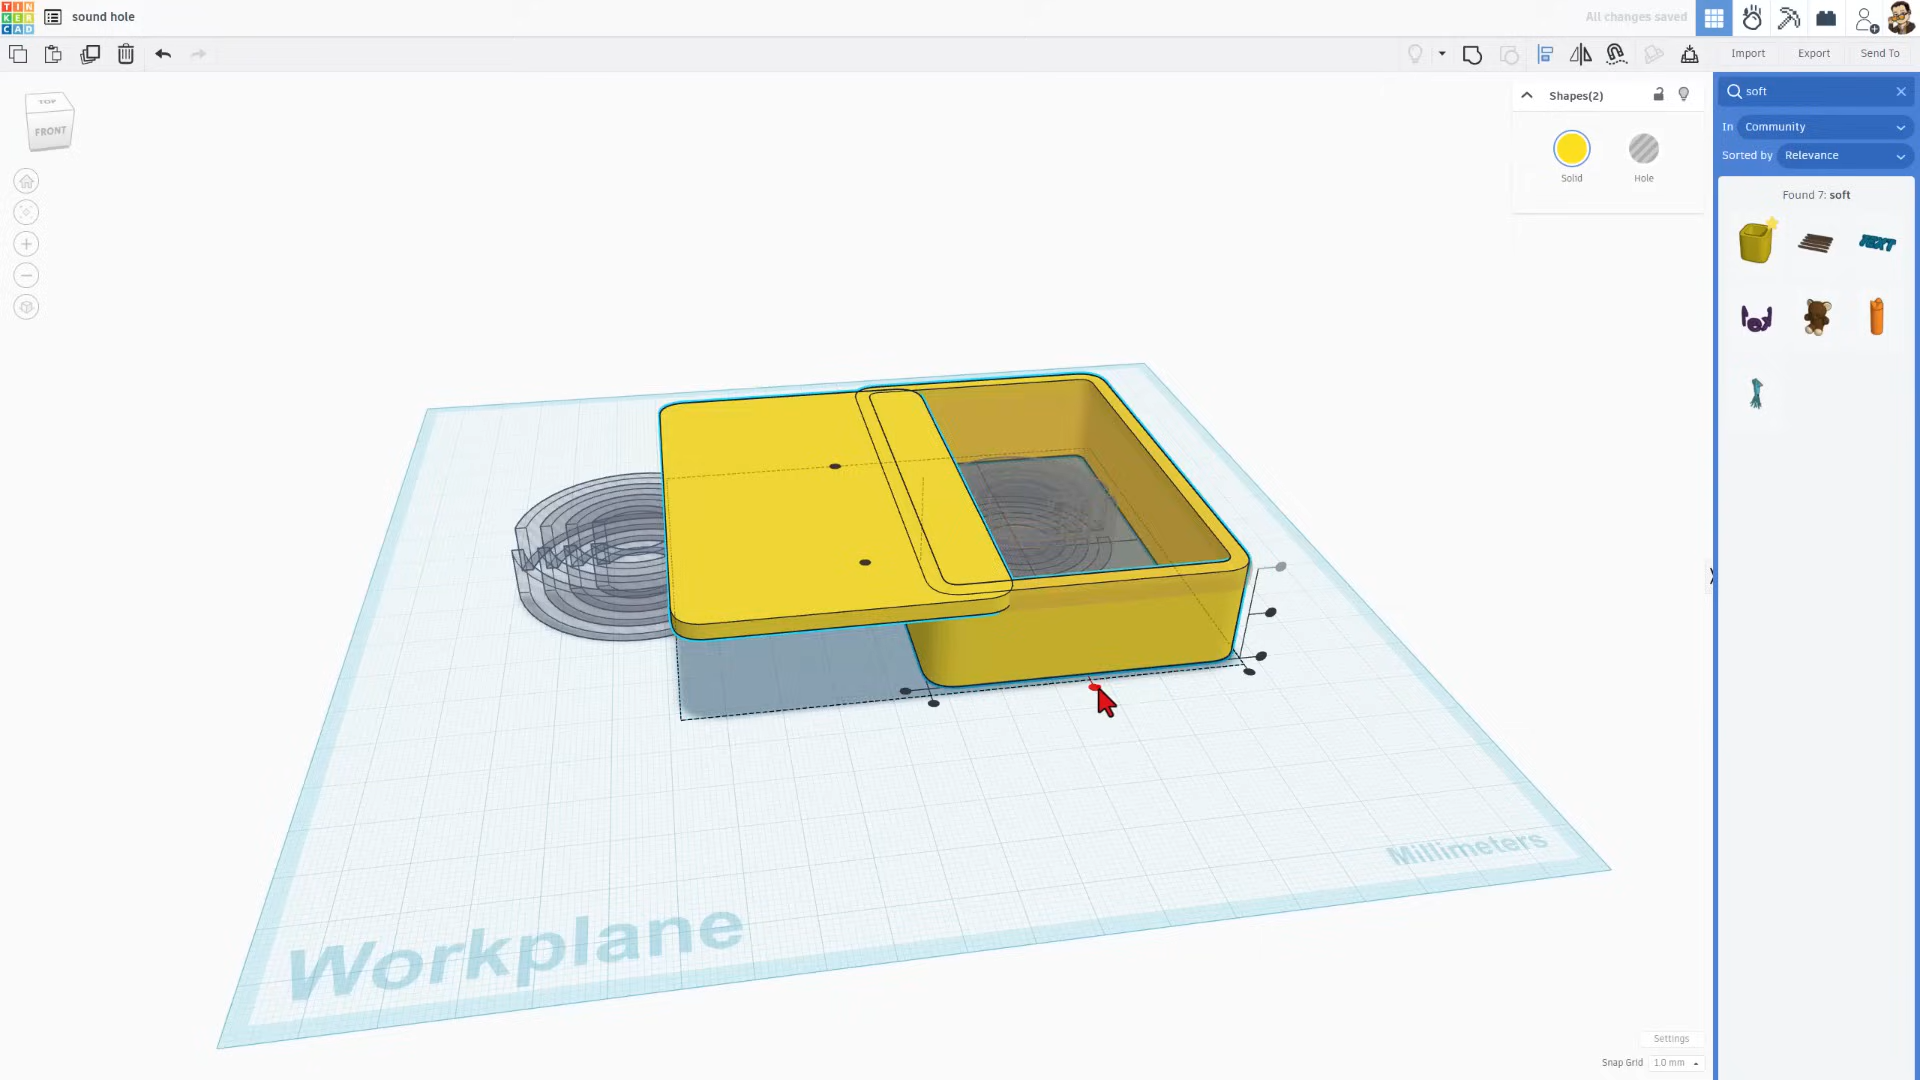 TIN
KER
CAD
sound hole
All changes saved
Import
Export
Send To
TOP
FRONT
Shapes(2)
Solid
Hole
soft
In Community
Sorted by Relevance
Found 7: soft
TEXT
Millimeters
Workplane
Settings
Snap Grid 1.0 mm